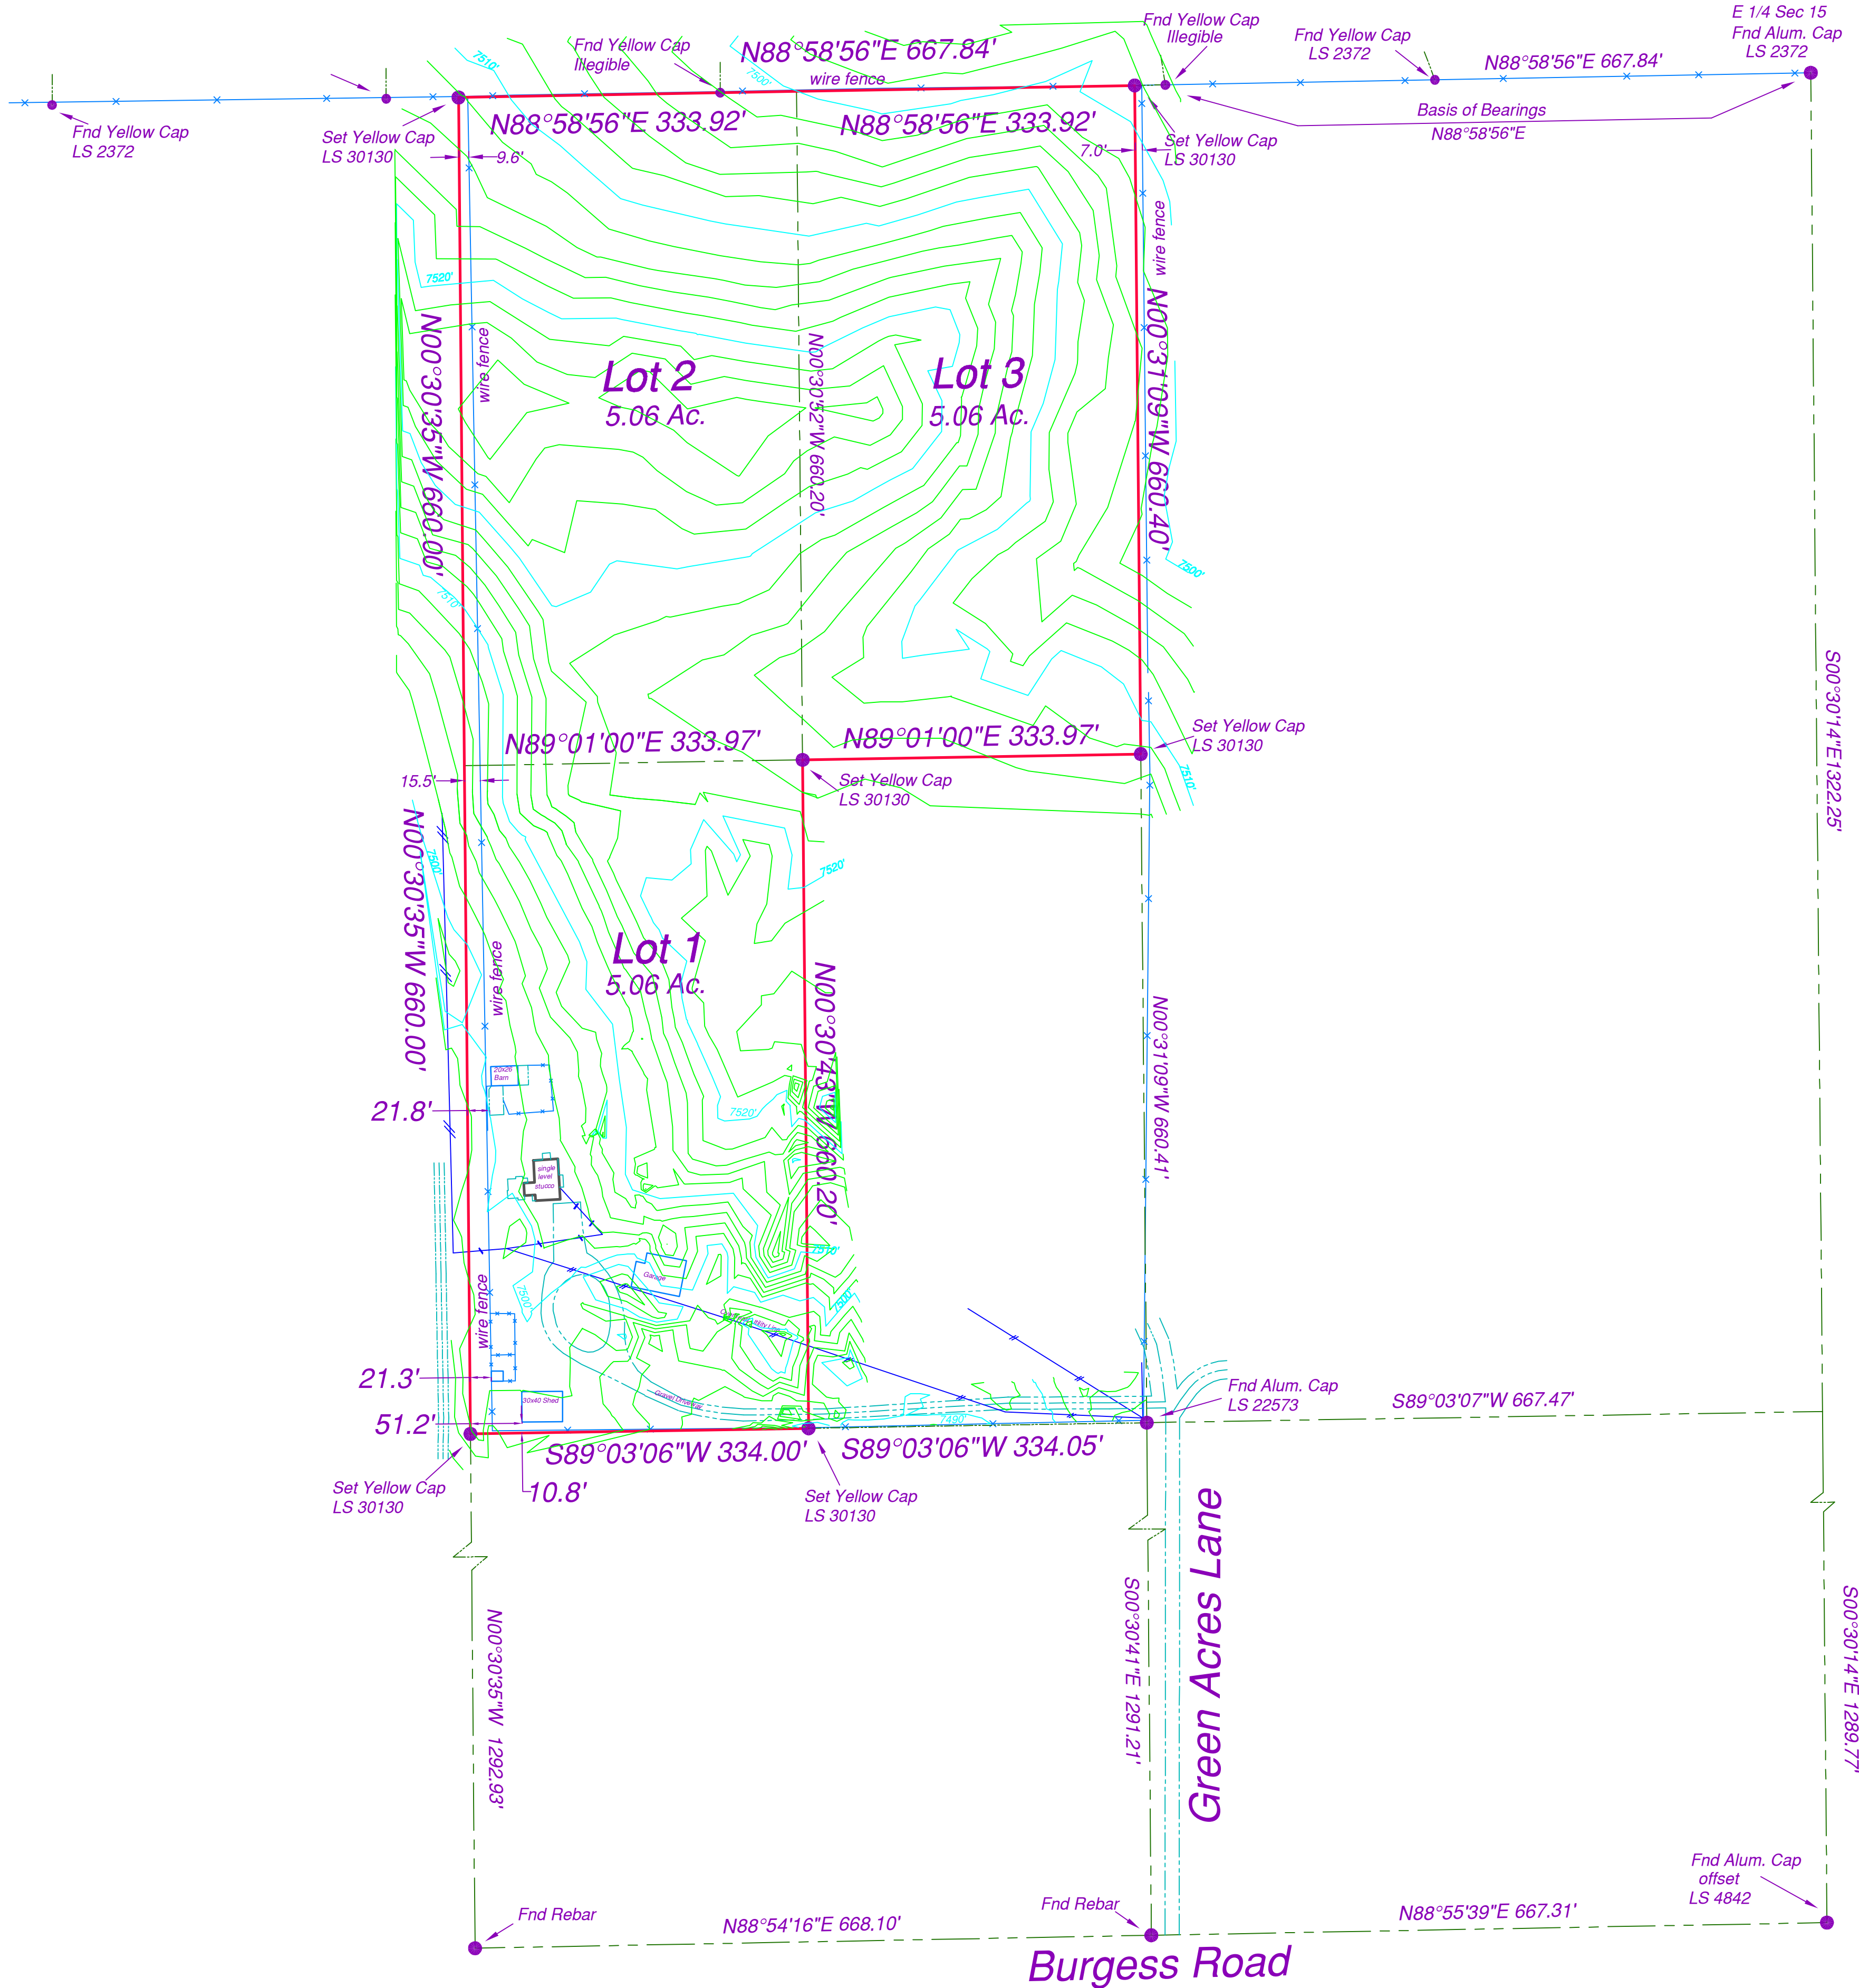 E 1/4 Sec 15
Fnd Alum. Cap
LS 2372
Fnd Yellow Cap
Illegible
Fnd Yellow Cap
LS 2372
N88°58'56"E 667.84'
Fnd Yellow Cap
Illegible
N88°58'56"E 667.84'
wire fence
7510'
7500'
Basis of Bearings
N88°58'56"E
Fnd Yellow Cap
LS 2372
Set Yellow Cap
LS 30130
N88°58'56"E 333.92'
N88°58'56"E 333.92'
Set Yellow Cap
LS 30130
9.6'
7.0'
wire fence
7520'
N00°30'35"W 660.00'
wire fence
Lot 2
5.06 Ac.
N00°30'52"W 660.20'
Lot 3
5.06 Ac.
N00°31'09"W 660.40'
7500'
7510'
S00°30'14"E1322.25'
N89°01'00"E 333.97'
N89°01'00"E 333.97'
Set Yellow Cap
LS 30130
15.5'
Set Yellow Cap
LS 30130
7510'
N00°30'35"W 660.00'
7500'
7520'
wire fence
Lot 1
5.06 Ac.
N00°30'43"W 660.20'
N00°31'09"W 660.41'
20x26
Barn
21.8'
7520'
single
level
stucco
7510'
Garage
7500'
7500'
wire fence
Overhead Utility Line
21.3'
30x40 Shed
Gravel Driveway
51.2'
7490'
Fnd Alum. Cap
LS 22573
S89°03'07"W 667.47'
S89°03'06"W 334.00'
S89°03'06"W 334.05'
Set Yellow Cap
LS 30130
10.8'
Set Yellow Cap
LS 30130
Green Acres Lane
N00°30'35"W 1292.93'
S00°30'41"E 1291.21'
S00°30'14"E 1289.77'
Fnd Alum. Cap
offset
LS 4842
Fnd Rebar
N88°54'16"E 668.10'
Fnd Rebar
N88°55'39"E 667.31'
Burgess Road